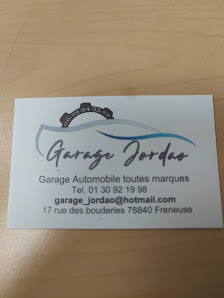 Garage Jordao
Garage Automobile toutes marques
Tel. 01 30 92 19 98
garage_jordao@hotmail.com
17 rue des bouderies 78840 Freneuse